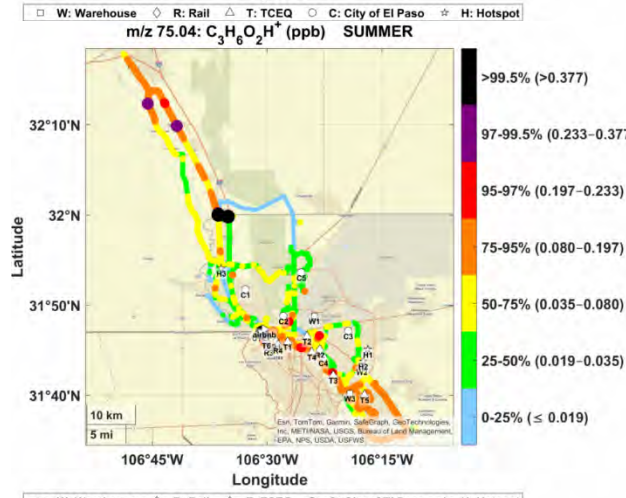 □ W: Warehouse ◇ R: Rail △ T: TCEQ ○ C: City of El Paso ☆ H: Hotspot
m/z 75.04: C3H6O2H+ (ppb) SUMMER
>99.5% (>0.377)
97-99.5% (0.233-0.377
95-97% (0.197-0.233)
75-95% (0.080-0.197)
50-75% (0.035-0.080)
25-50% (0.019-0.035)
0-25% (≤ 0.019)
Latitude
32°10'N
32°N
31°50'N
31°40'N
H3
C1
C5
C2
W1
C3
H1
airbnb
T6
R4
T1
T2
T4
C4
H2
T3
W3
T5
10 km
5 mi
Esri, TomTom, Garmin, SafeGraph, GeoTechnologies,
Inc, METI/NASA, USGS, Bureau of Land Management,
EPA, NPS, USDA, USFWS
106°45'W 106°30'W 106°15'W
Longitude